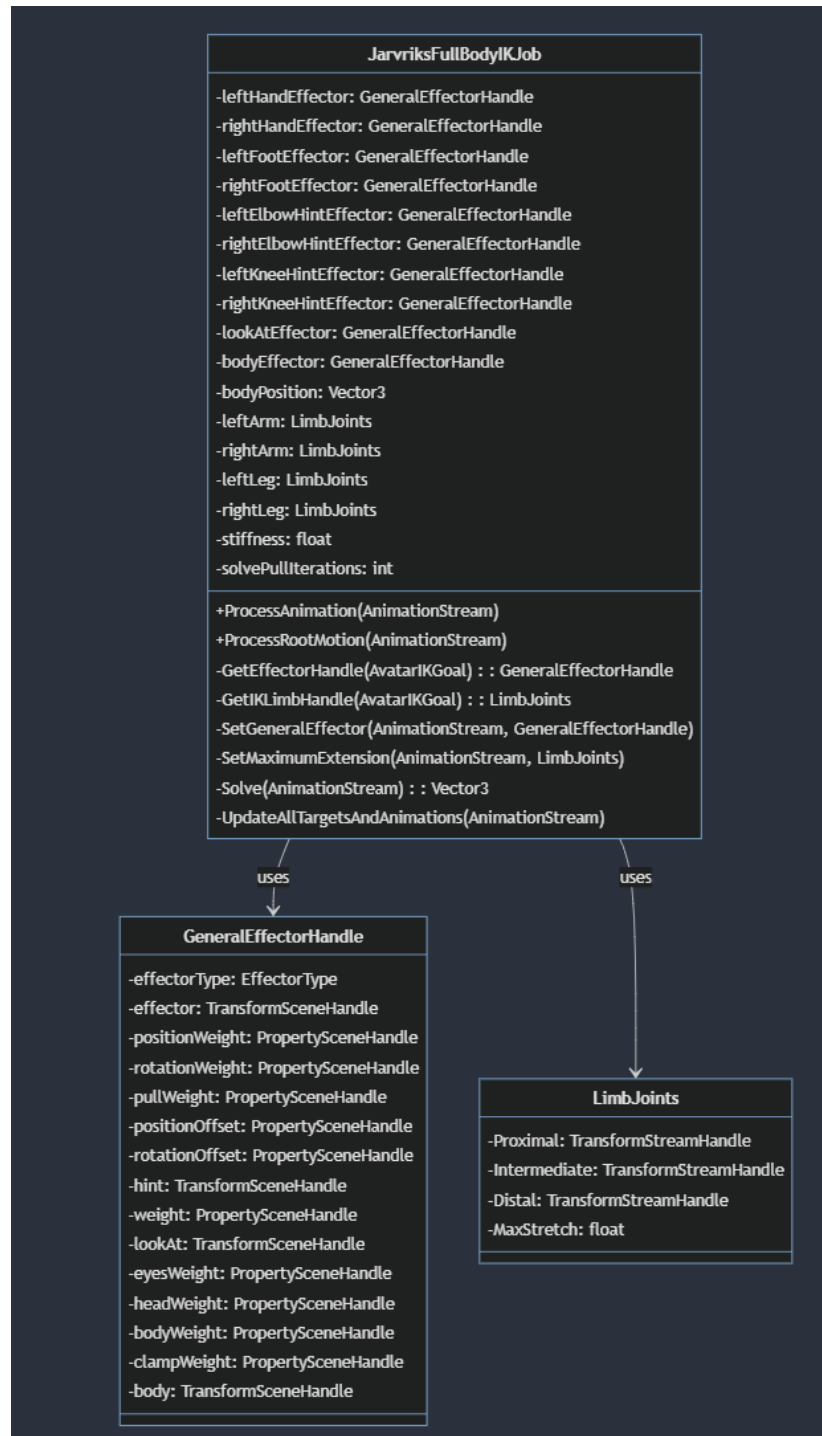 JarvriksFullBodyIKJob
-leftHandEffector: GeneralEffectorHandle
-rightHandEffector: GeneralEffectorHandle
-leftFootEffector: GeneralEffectorHandle
-rightFootEffector: GeneralEffectorHandle
-leftElbowHintEffector: GeneralEffectorHandle
-rightElbowHintEffector: GeneralEffectorHandle
-leftKneeHintEffector: GeneralEffectorHandle
-rightKneeHintEffector: GeneralEffectorHandle
-lookAtEffector: GeneralEffectorHandle
-bodyEffector: GeneralEffectorHandle
-bodyPosition: Vector3
-leftArm: LimbJoints
-rightArm: LimbJoints
-leftLeg: LimbJoints
-rightLeg: LimbJoints
-stiffness: float
-solvePullIterations: int
+ProcessAnimation(AnimationStream)
+ProcessRootMotion(AnimationStream)
-GetEffectorHandle(AvatarIKGoal) : : GeneralEffectorHandle
-GetIKLimbHandle(AvatarIKGoal) : : LimbJoints
-SetGeneralEffector(AnimationStream, GeneralEffectorHandle)
-SetMaximumExtension(AnimationStream, LimbJoints)
-Solve(AnimationStream) : : Vector3
-UpdateAllTargetsAndAnimations(AnimationStream)
uses
uses
GeneralEffectorHandle
-effectorType: EffectorType
-effector: TransformSceneHandle
-positionWeight: PropertySceneHandle
-rotationWeight: PropertySceneHandle
-pullWeight: PropertySceneHandle
-positionOffset: PropertySceneHandle
-rotationOffset: PropertySceneHandle
-hint: TransformSceneHandle
-weight: PropertySceneHandle
-lookAt: TransformSceneHandle
-eyesWeight: PropertySceneHandle
-headWeight: PropertySceneHandle
-bodyWeight: PropertySceneHandle
-clampWeight: PropertySceneHandle
-body: TransformSceneHandle
LimbJoints
-Proximal: TransformStreamHandle
-Intermediate: TransformStreamHandle
-Distal: TransformStreamHandle
-MaxStretch: float